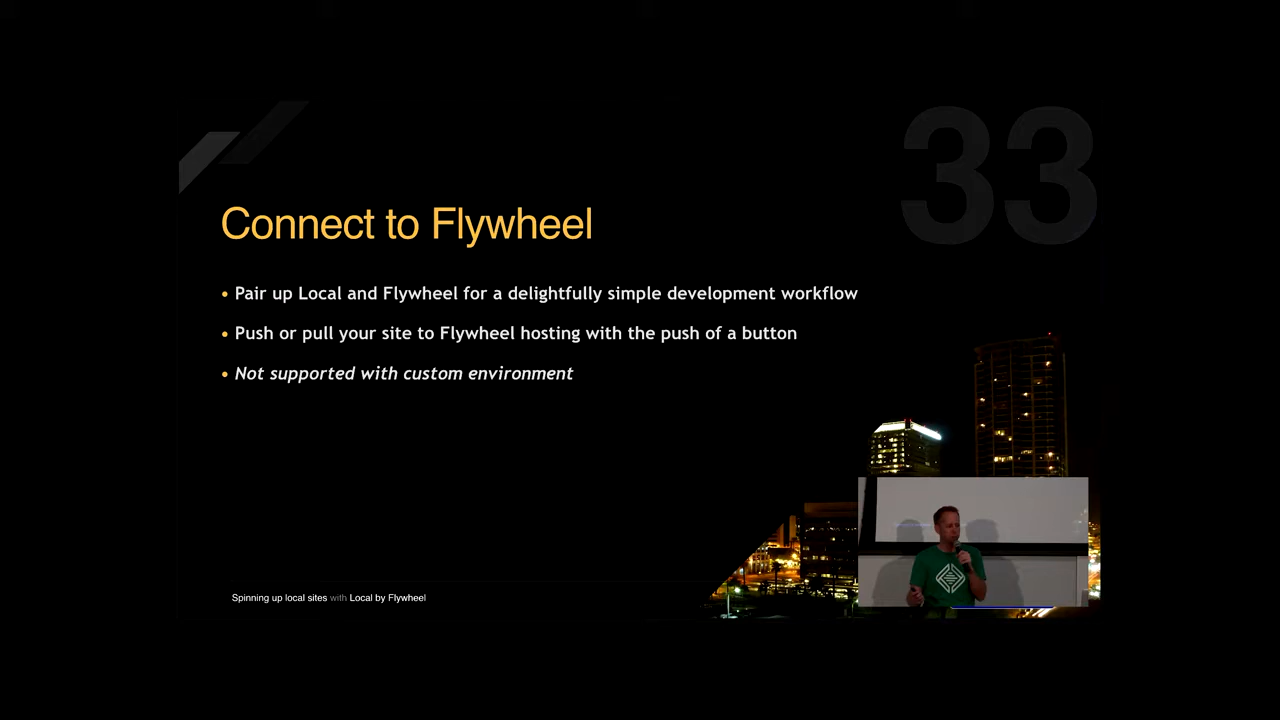 33
Connect to Flywheel
• Pair up Local and Flywheel for a delightfully simple development workflow
• Push or pull your site to Flywheel hosting with the push of a button
• Not supported with custom environment
Spinning up local sites with Local by Flywheel